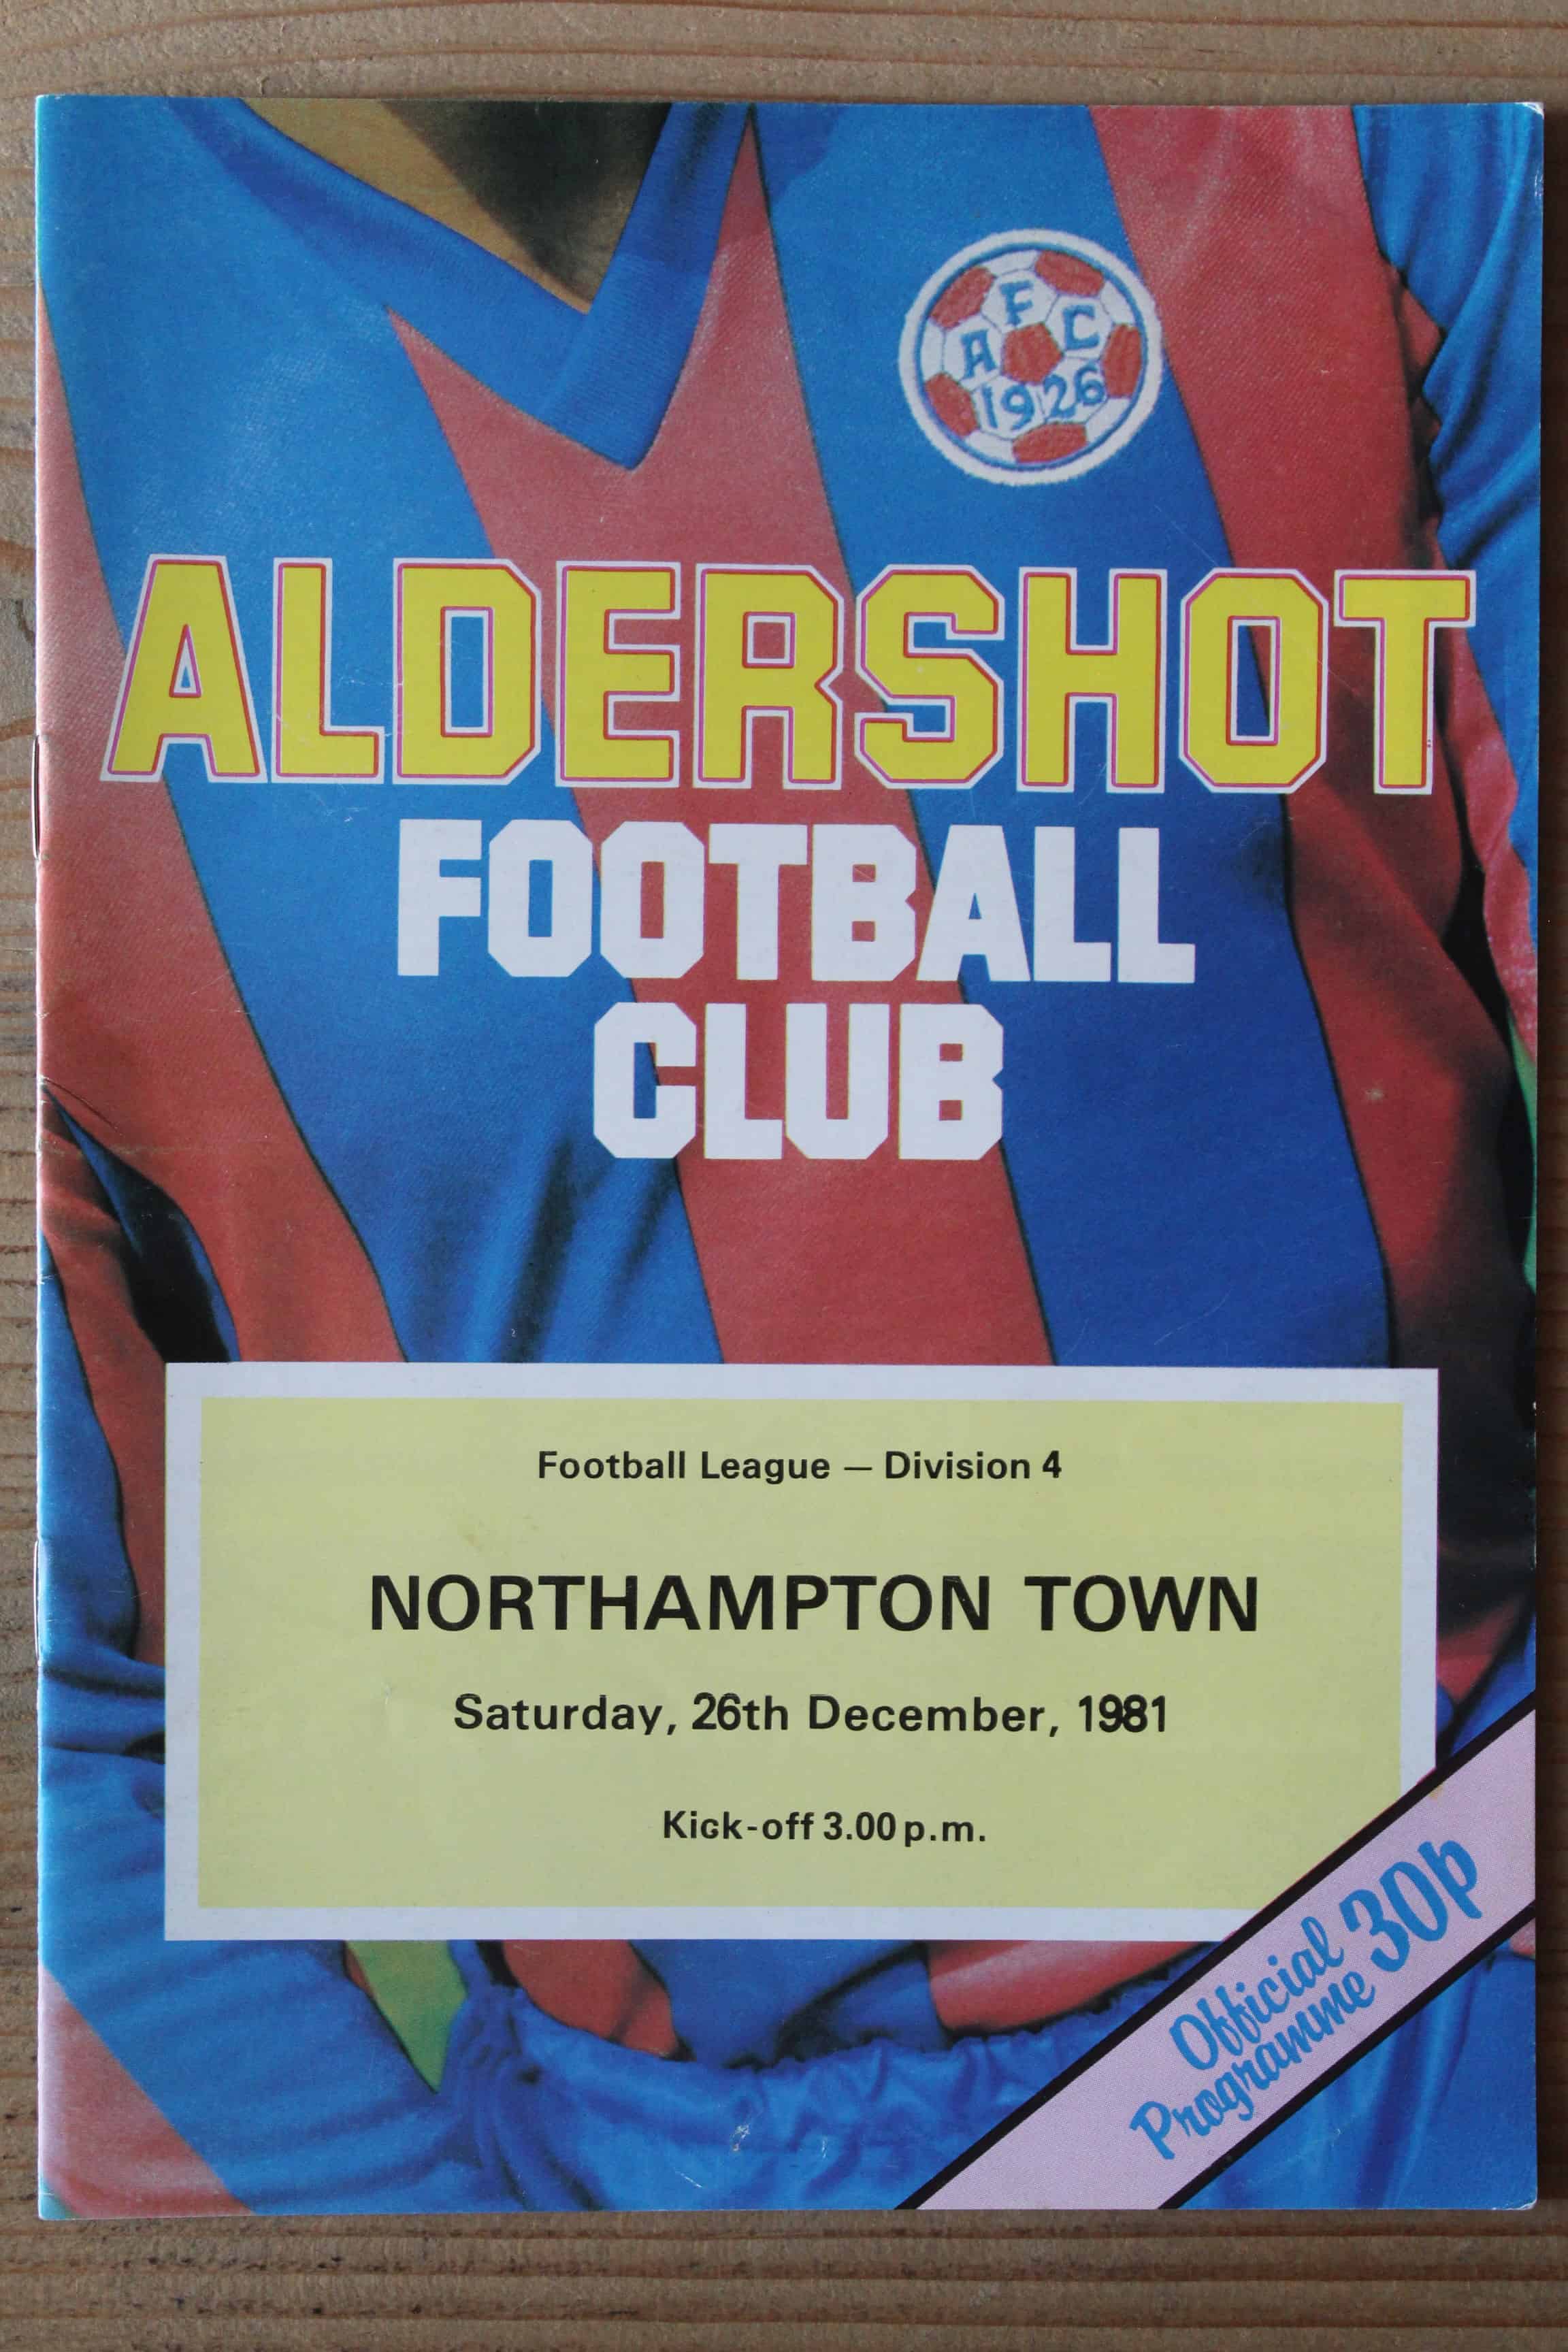 A F C
1926
ALDERSHOT
FOOTBALL
CLUB
Football League — Division 4
NORTHAMPTON TOWN
Saturday, 26th December, 1981
Kick-off 3.00 p.m.
Official
Programme 30p